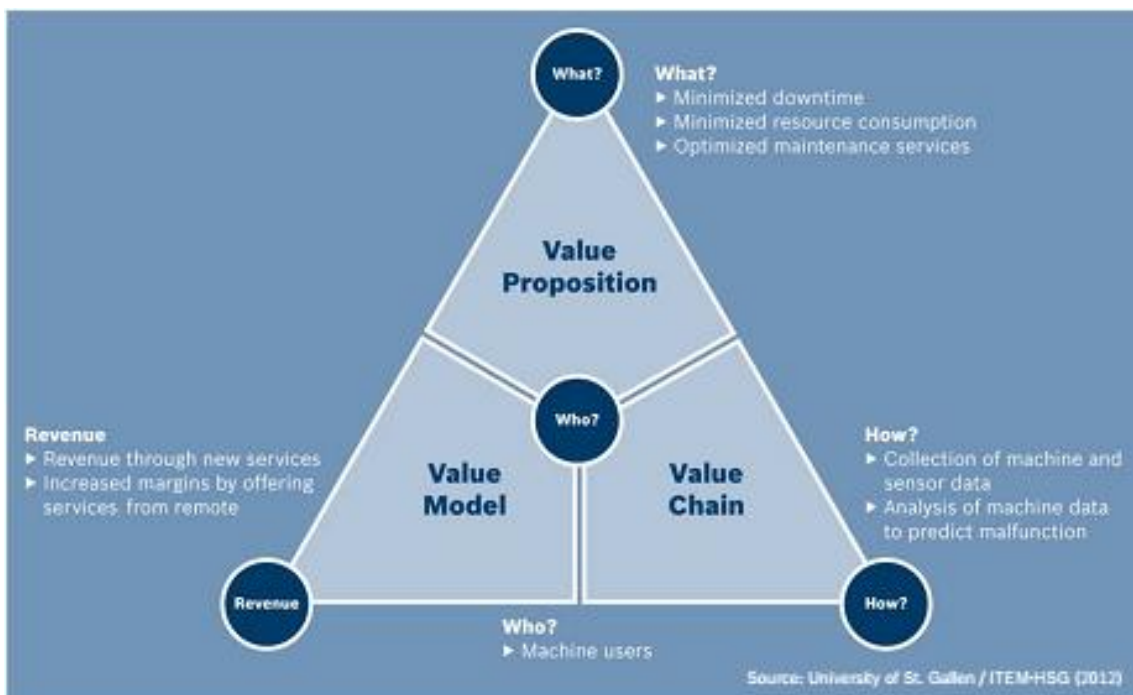 What?
What?
▶ Minimized downtime
▶ Minimized resource consumption
▶ Optimized maintenance services
Value
Proposition
Who?
Revenue
▶ Revenue through new services
▶ Increased margins by offering
services from remote
Value
Model
Value
Chain
How?
▶ Collection of machine and
sensor data
▶ Analysis of machine data
to predict malfunction
Revenue
How?
Who?
▶ Machine users
Source: University of St. Gallen / ITEM-HSG (2012)